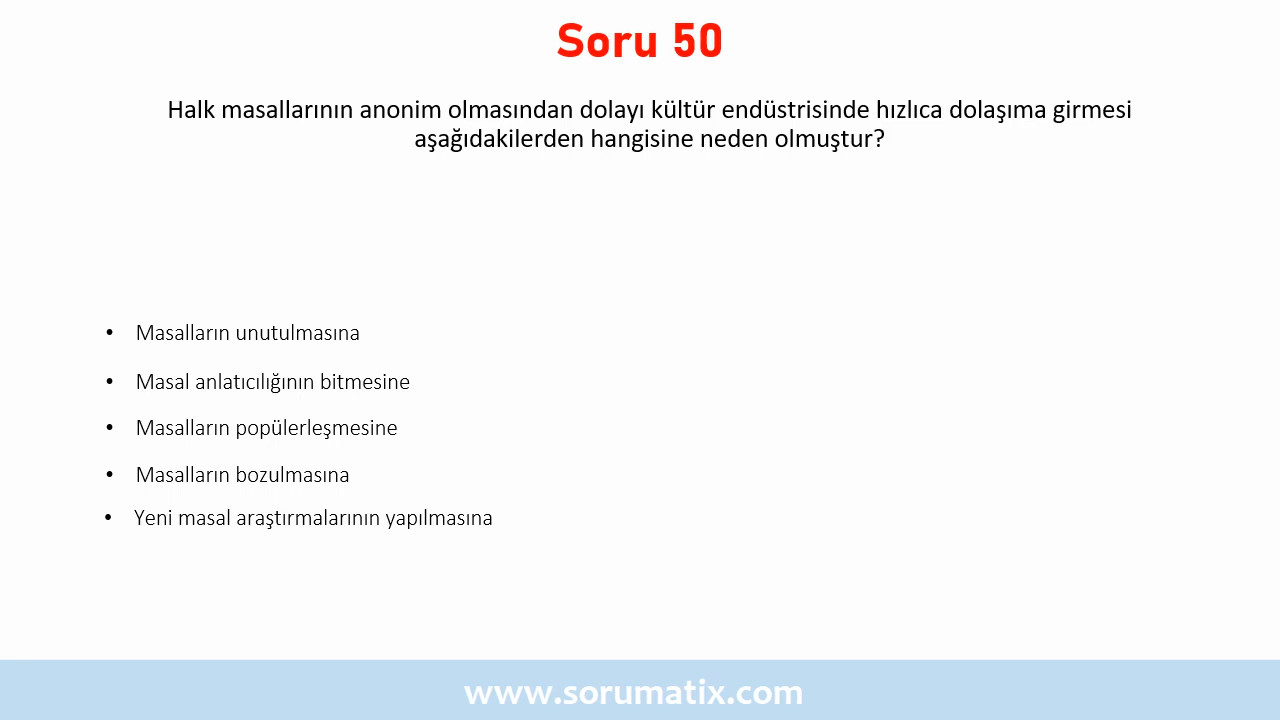 Soru 50
Halk masallarının anonim olmasından dolayı kültür endüstrisinde hızlıca dolaşıma girmesi
aşağıdakilerden hangisine neden olmuştur?
• Masalların unutulmasına
• Masal anlatıcılığının bitmesine
• Masalların popülerleşmesine
• Masalların bozulmasına
• Yeni masal araştırmalarının yapılmasına
www.sorumatix.com